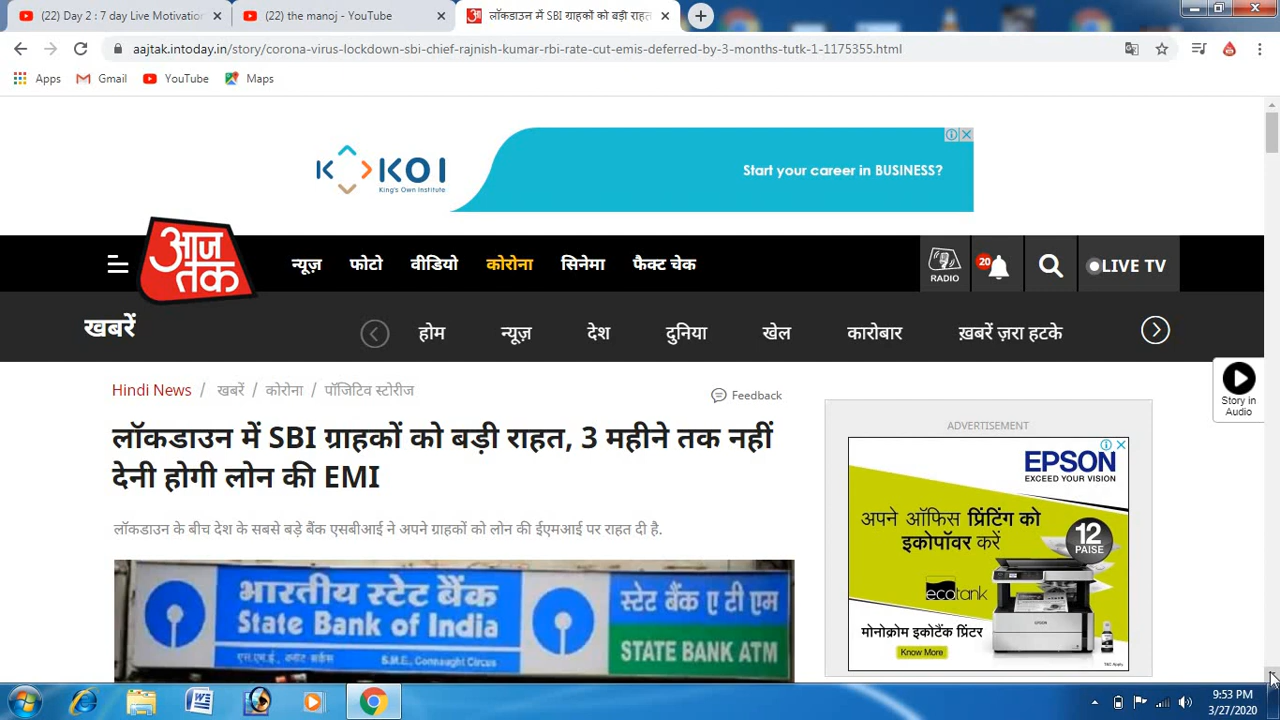 (22) Day 2 : 7 day Live Motivation
(22) the manoj - YouTube
लॉकडाउन में SBI ग्राहकों को बड़ी राहत
aajtak.intoday.in/story/corona-virus-lockdown-sbi-chief-rajnish-kumar-rbi-rate-cut-emis-deferred-by-3-months-tutk-1-1175355.html
Apps Gmail YouTube Maps
KOI
King's Own Institute
Start your career in BUSINESS?
आज तक
न्यूज़ फोटो वीडियो कोरोना सिनेमा फैक्ट चेक
RADIO
20
LIVE TV
खबरें
होम न्यूज़ देश दुनिया खेल कारोबार ख़बरें ज़रा हटके
Hindi News / खबरें / कोरोना / पॉजिटिव स्टोरीज
Feedback
Story in
Audio
लॉकडाउन में SBI ग्राहकों को बड़ी राहत, 3 महीने तक नहीं
देनी होगी लोन की EMI
लॉकडाउन के बीच देश के सबसे बड़े बैंक एसबीआई ने अपने ग्राहकों को लोन की ईएमआई पर राहत दी है.
भारतीय स्टेट बैंक
State Bank of India
S.M.E., Connaught Circus
स्टेट बैंक ए टी एम
STATE BANK ATM
ADVERTISEMENT
EPSON
EXCEED YOUR VISION
अपने ऑफिस प्रिंटिंग को
इकोपॉवर करें
12
PAISE
ecotank
EPSON
मोनोक्रोम इकोटैंक प्रिंटर
Know More
9:53 PM
3/27/2020